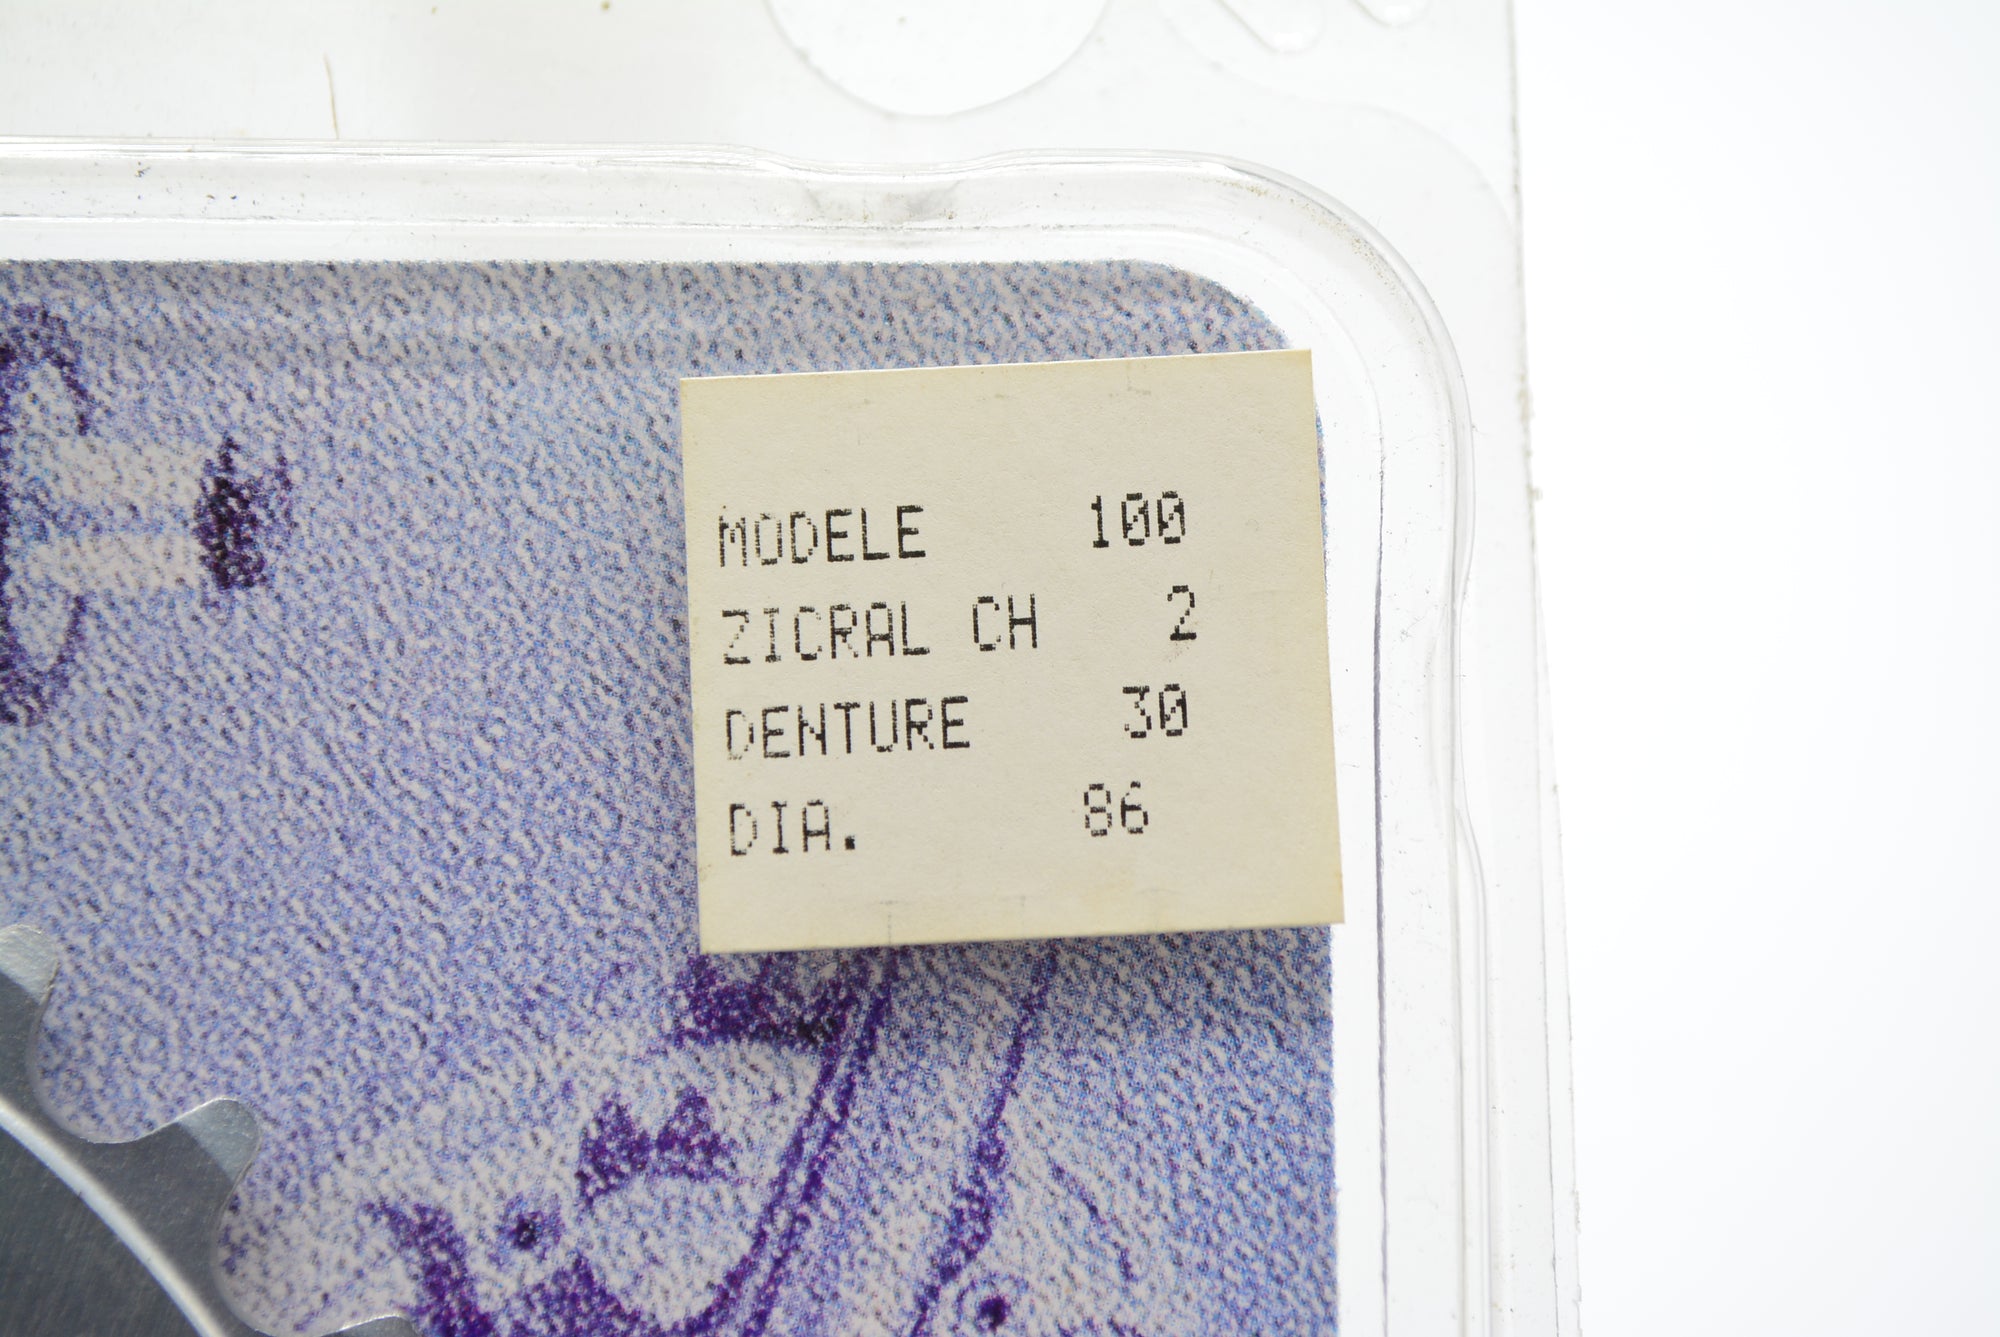 MODELE 100
ZICRAL CH 2
DENTURE 30
DIA. 86